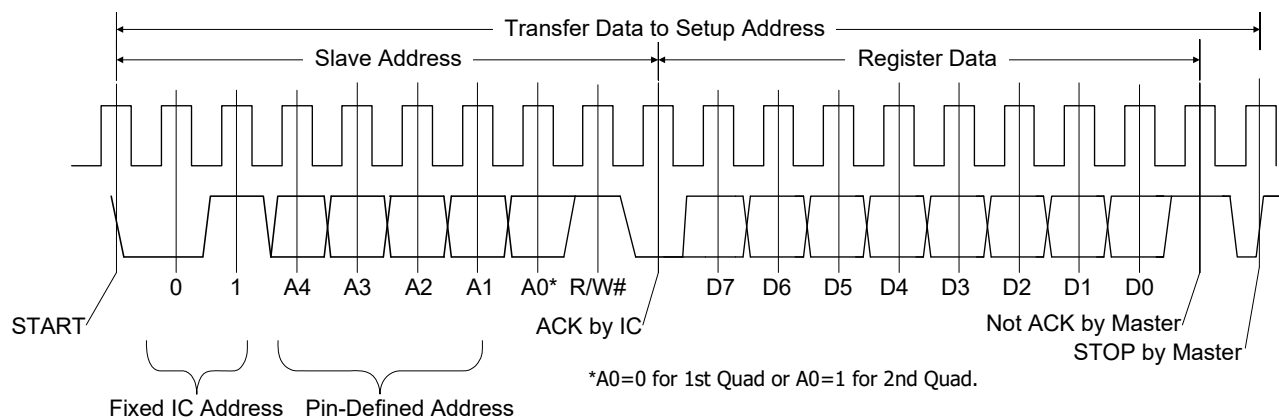 Transfer Data to Setup Address
Slave Address Register Data
0 1 A4 A3 A2 A1 A0* R/W# D7 D6 D5 D4 D3 D2 D1 D0
START ACK by IC Not ACK by Master
STOP by Master
*A0=0 for 1st Quad or A0=1 for 2nd Quad.
Fixed IC Address Pin-Defined Address